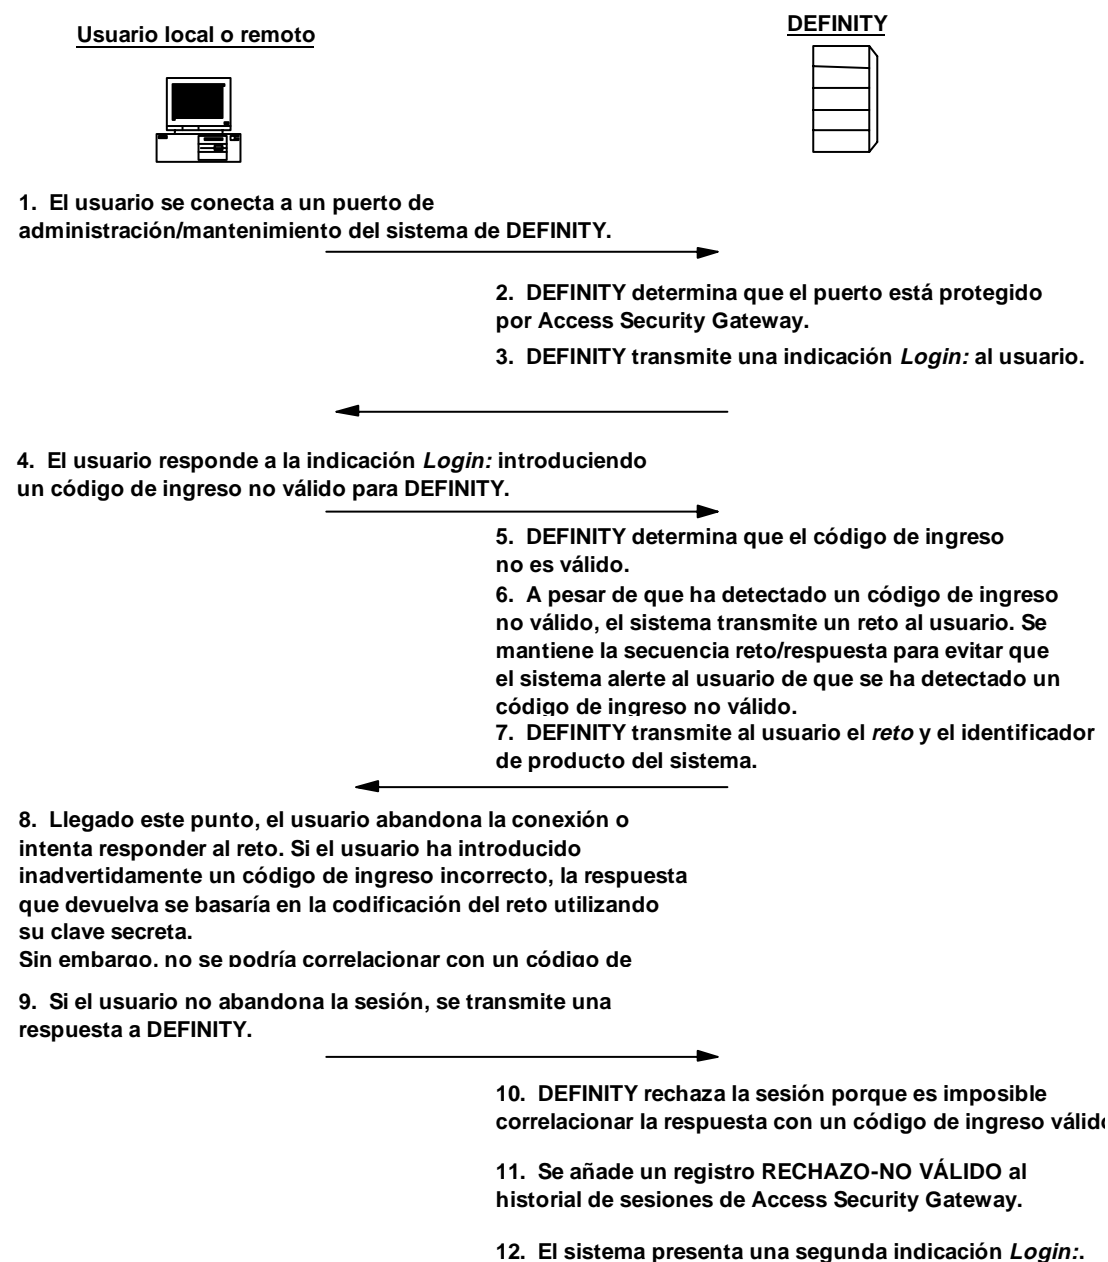 Usuario local o remoto
DEFINITY
1. El usuario se conecta a un puerto de
administración/mantenimiento del sistema de DEFINITY.
2. DEFINITY determina que el puerto está protegido
por Access Security Gateway.
3. DEFINITY transmite una indicación Login: al usuario.
4. El usuario responde a la indicación Login: introduciendo
un código de ingreso no válido para DEFINITY.
5. DEFINITY determina que el código de ingreso
no es válido.
6. A pesar de que ha detectado un código de ingreso
no válido, el sistema transmite un reto al usuario. Se
mantiene la secuencia reto/respuesta para evitar que
el sistema alerte al usuario de que se ha detectado un
código de ingreso no válido.
7. DEFINITY transmite al usuario el reto y el identificador
de producto del sistema.
8. Llegado este punto, el usuario abandona la conexión o
intenta responder al reto. Si el usuario ha introducido
inadvertidamente un código de ingreso incorrecto, la respuesta
que devuelva se basaría en la codificación del reto utilizando
su clave secreta.
Sin embargo, no se podría correlacionar con un código de
9. Si el usuario no abandona la sesión, se transmite una
respuesta a DEFINITY.
10. DEFINITY rechaza la sesión porque es imposible
correlacionar la respuesta con un código de ingreso válido
11. Se añade un registro RECHAZO-NO VÁLIDO al
historial de sesiones de Access Security Gateway.
12. El sistema presenta una segunda indicación Login:.